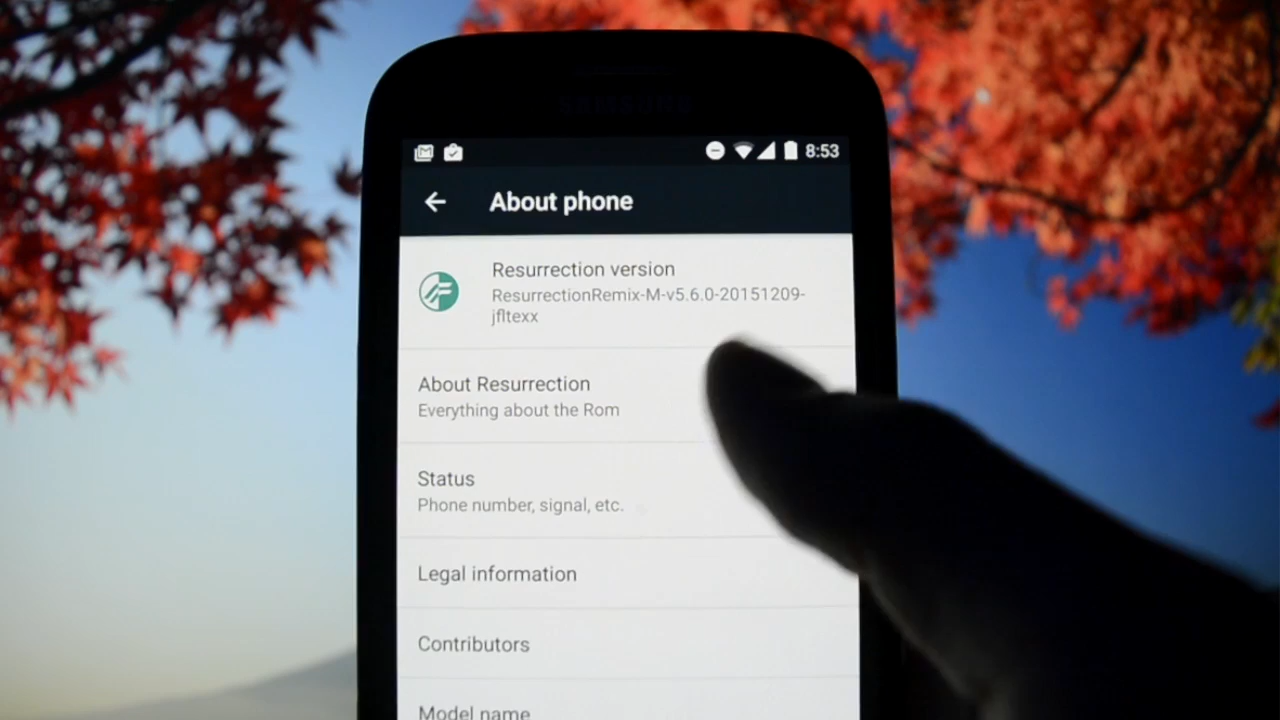 SAMSUNG
8:53
About phone
Resurrection version
ResurrectionRemix-M-v5.6.0-20151209-
jfltexx
About Resurrection
Everything about the Rom
Status
Phone number, signal, etc.
Legal information
Contributors
Model name